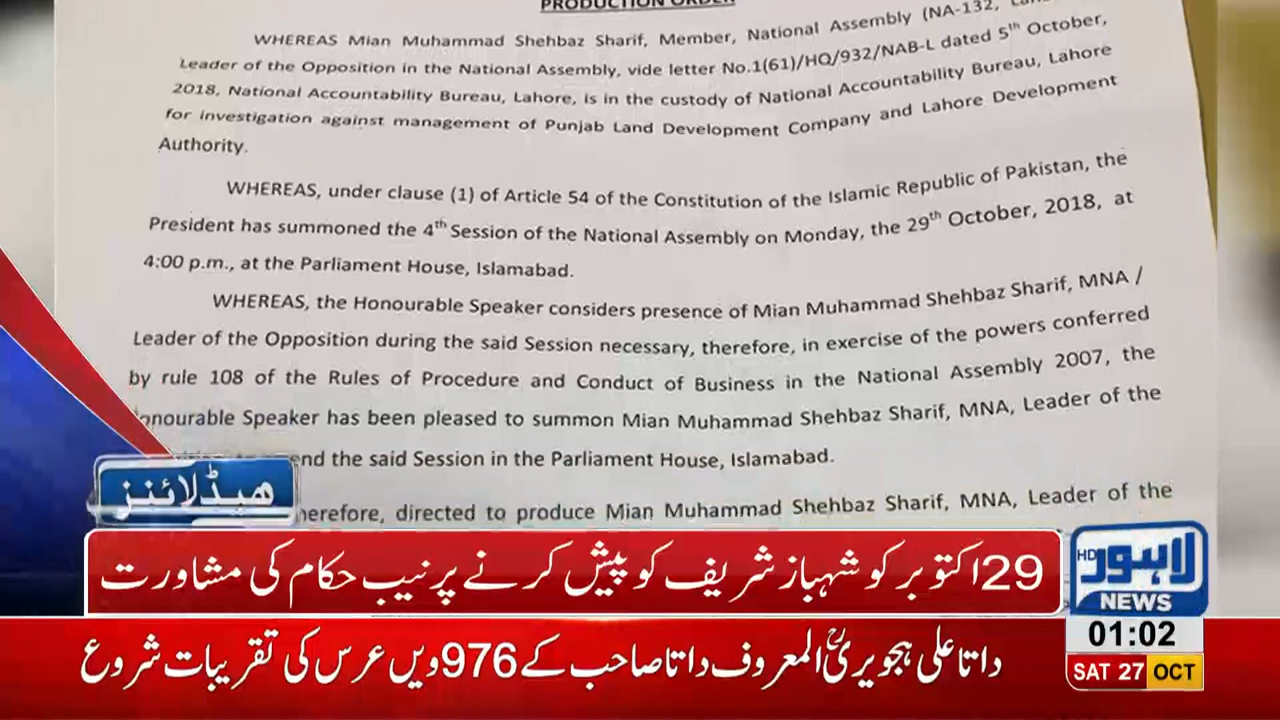 PRODUCTION ORDER
WHEREAS Mian Muhammad Shehbaz Sharif, Member, National Assembly (NA-132,
Leader of the Opposition in the National Assembly, vide letter No.1(61)/HQ/932/NAB-L dated 5th October,
2018, National Accountability Bureau, Lahore, is in the custody of National Accountability Bureau, Lahore
for investigation against management of Punjab Land Development Company and Lahore Development
Authority.
WHEREAS, under clause (1) of Article 54 of the Constitution of the Islamic Republic of Pakistan, the
President has summoned the 4th Session of the National Assembly on Monday, the 29th October, 2018, at
4:00 p.m., at the Parliament House, Islamabad.
WHEREAS, the Honourable Speaker considers presence of Mian Muhammad Shehbaz Sharif, MNA /
Leader of the Opposition during the said Session necessary, therefore, in exercise of the powers conferred
by rule 108 of the Rules of Procedure and Conduct of Business in the National Assembly 2007, the
onourable Speaker has been pleased to summon Mian Muhammad Shehbaz Sharif, MNA, Leader of the
nd the said Session in the Parliament House, Islamabad.
herefore, directed to produce Mian Muhammad Shehbaz Sharif, MNA, Leader of the
ھیڈلائنز
29اکتوبر کو شہباز شریف کو پیش کرنے پر نیب حکام کی مشاورت
لاہور HD
NEWS
01:02
داتا علی ہجویریؒ المعروف داتا صاحب کے 976ویں عرس کی تقریبات شروع
SAT 27 OCT